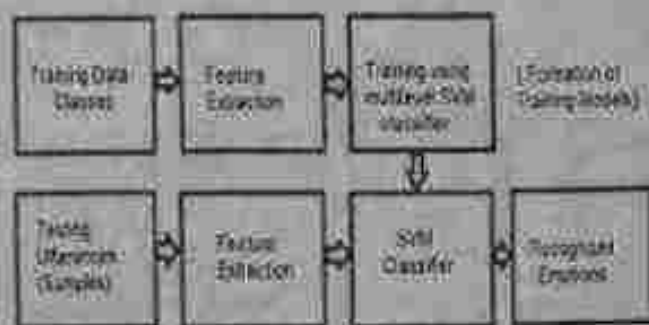 Training Data
Classes
Feature
Extraction
Training using
multilevel SVM
classifier
[Formation of
Training Models]
Testing
Utterances
(Samples)
Feature
Extraction
SVM
Classifier
Recognized
Emotions